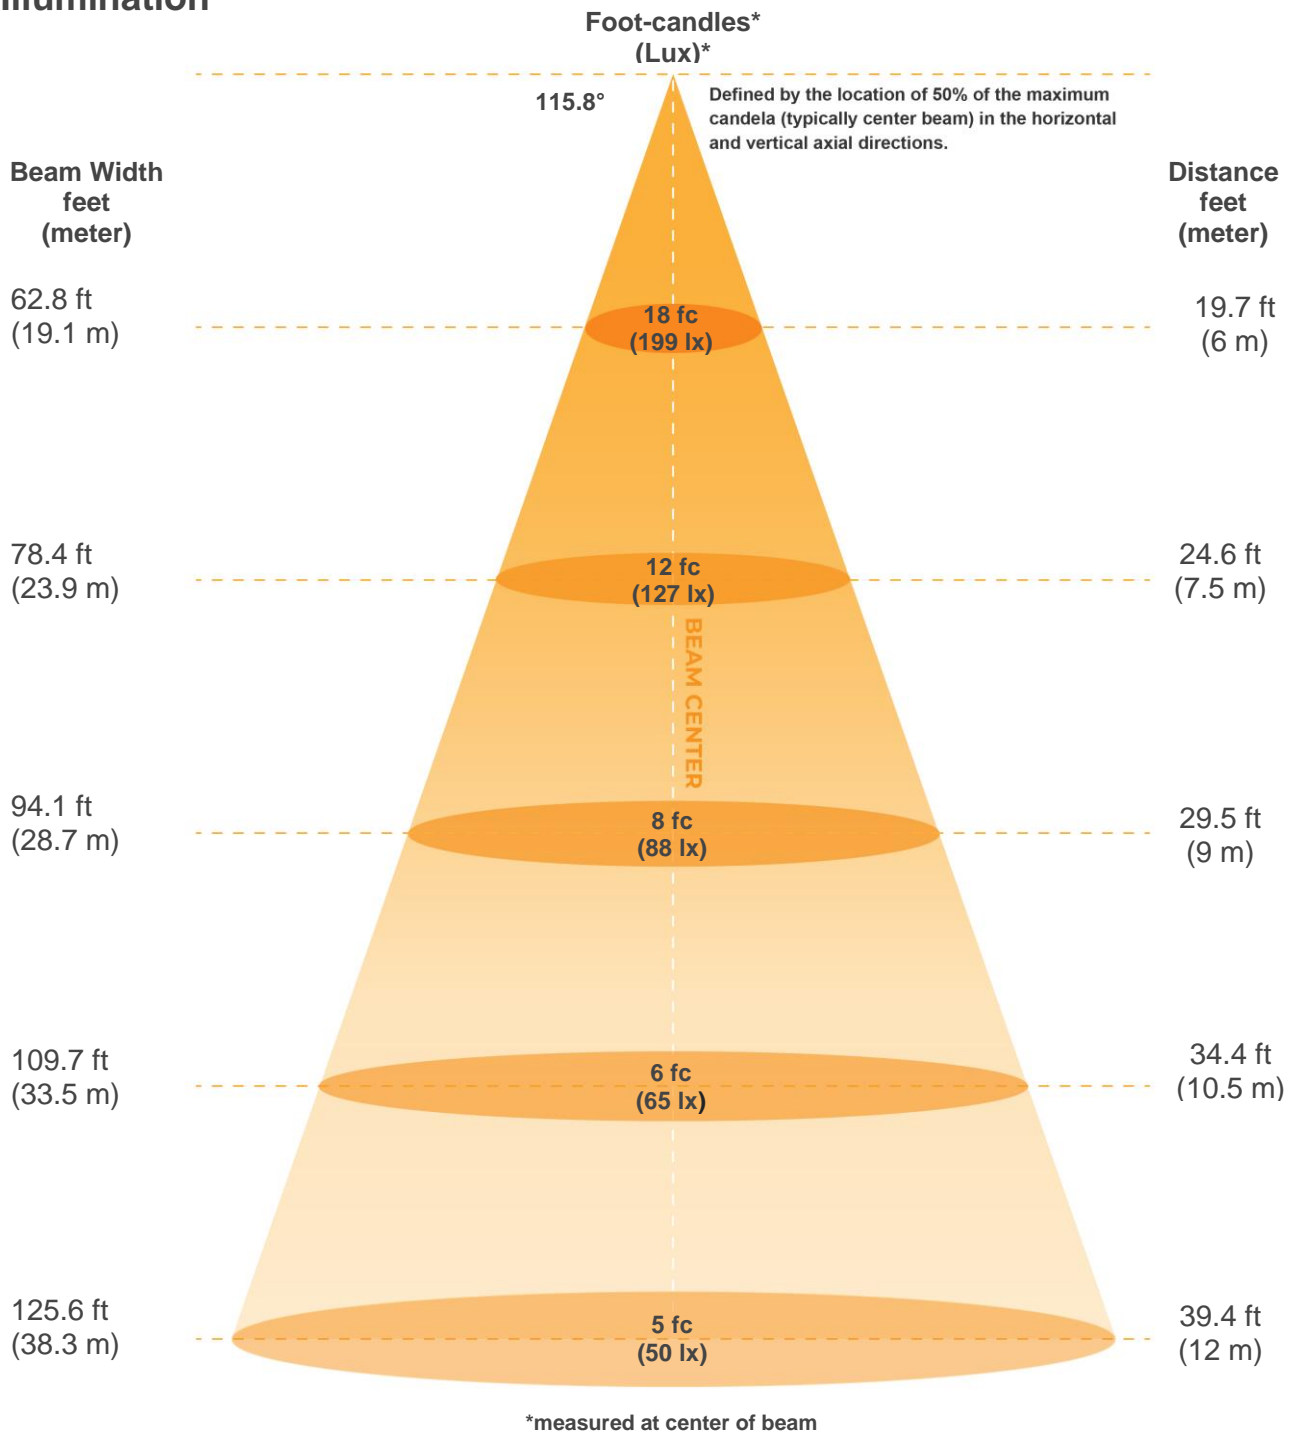 Illumination
Foot-candles*
(Lux)*
115.8°
Defined by the location of 50% of the maximum
candela (typically center beam) in the horizontal
and vertical axial directions.
Beam Width
feet
(meter)
Distance
feet
(meter)
62.8 ft
(19.1 m)
18 fc
(199 lx)
19.7 ft
(6 m)
78.4 ft
(23.9 m)
12 fc
(127 lx)
24.6 ft
(7.5 m)
BEAM CENTER
94.1 ft
(28.7 m)
8 fc
(88 lx)
29.5 ft
(9 m)
109.7 ft
(33.5 m)
6 fc
(65 lx)
34.4 ft
(10.5 m)
125.6 ft
(38.3 m)
5 fc
(50 lx)
39.4 ft
(12 m)
*measured at center of beam